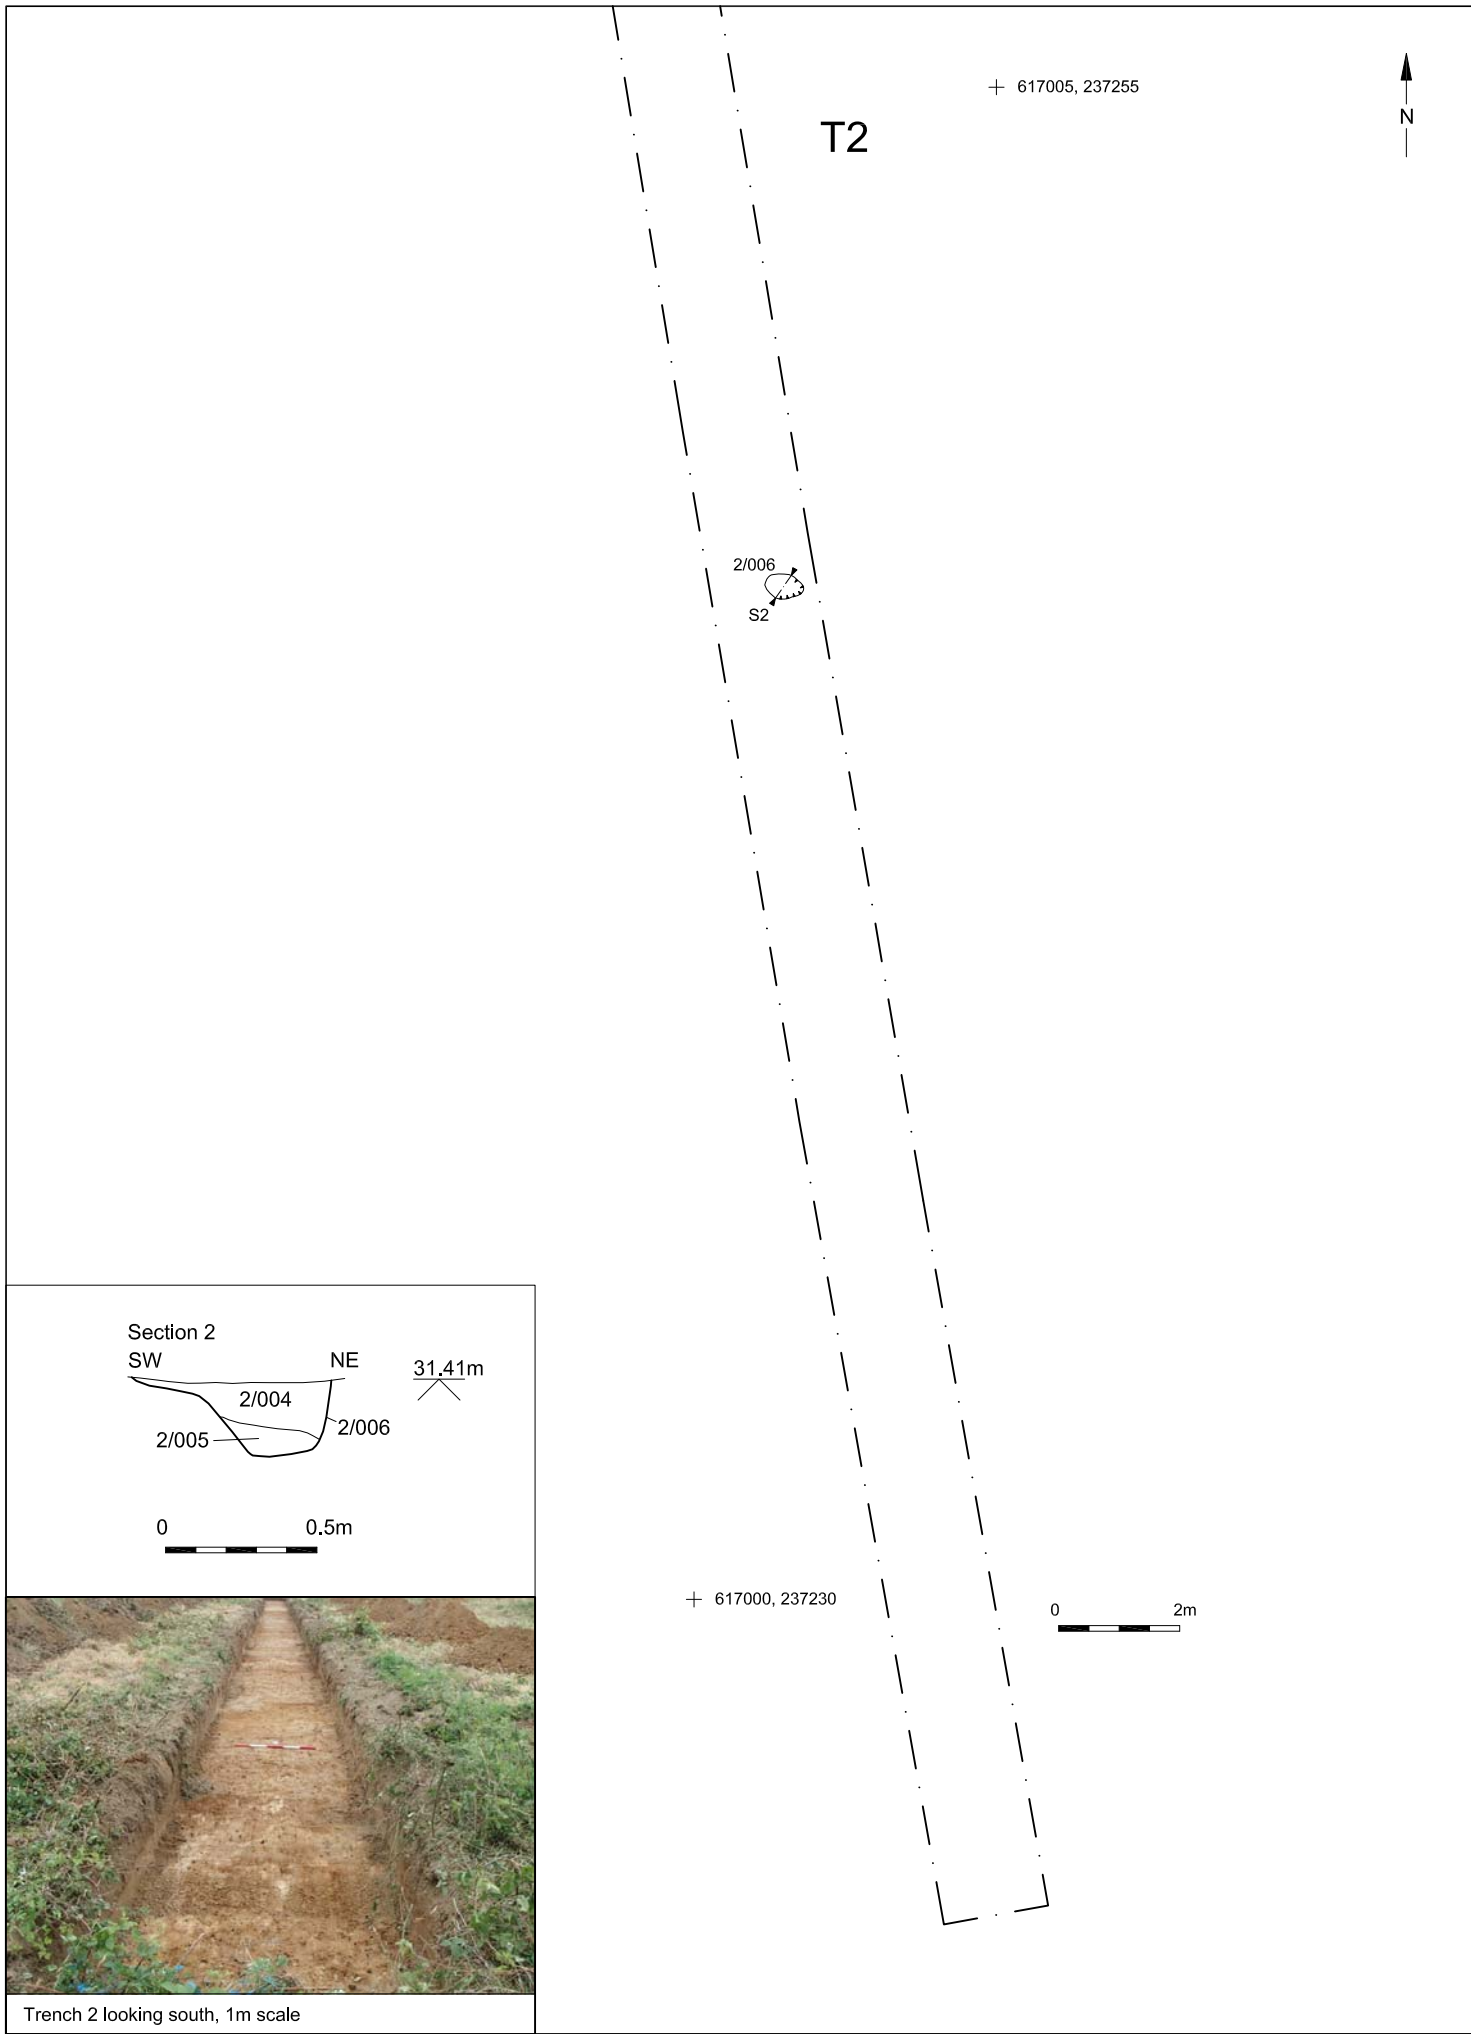 617005, 237255
T2
N
2/006
S2
Section 2
SW NE
31.41m
2/004
2/006
2/005
0 0.5m
617000, 237230
0 2m
Trench 2 looking south, 1m scale